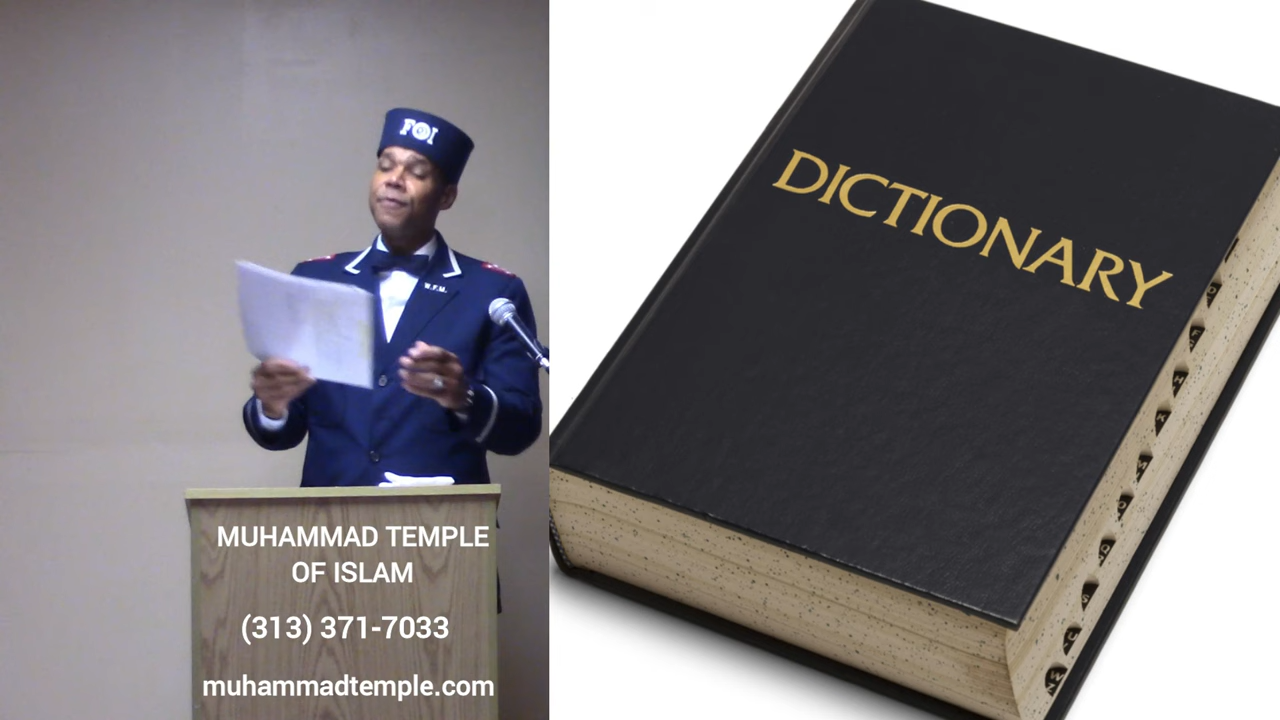 FOI
W.F.M.
MUHAMMAD TEMPLE
OF ISLAM
(313) 371-7033
muhammadtemple.com
DICTIONARY